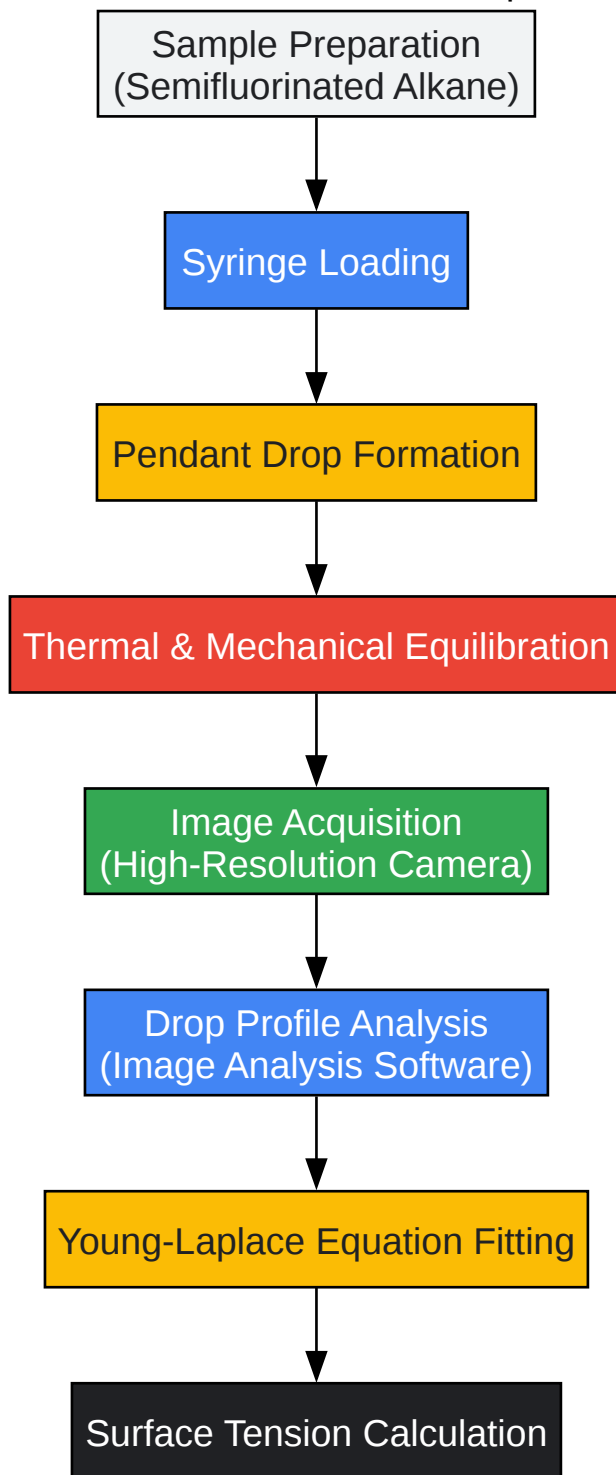 Sample Preparation
(Semifluorinated Alkane)
Syringe Loading
Pendant Drop Formation
Thermal & Mechanical Equilibration
Image Acquisition
(High-Resolution Camera)
Drop Profile Analysis
(Image Analysis Software)
Young-Laplace Equation Fitting
Surface Tension Calculation